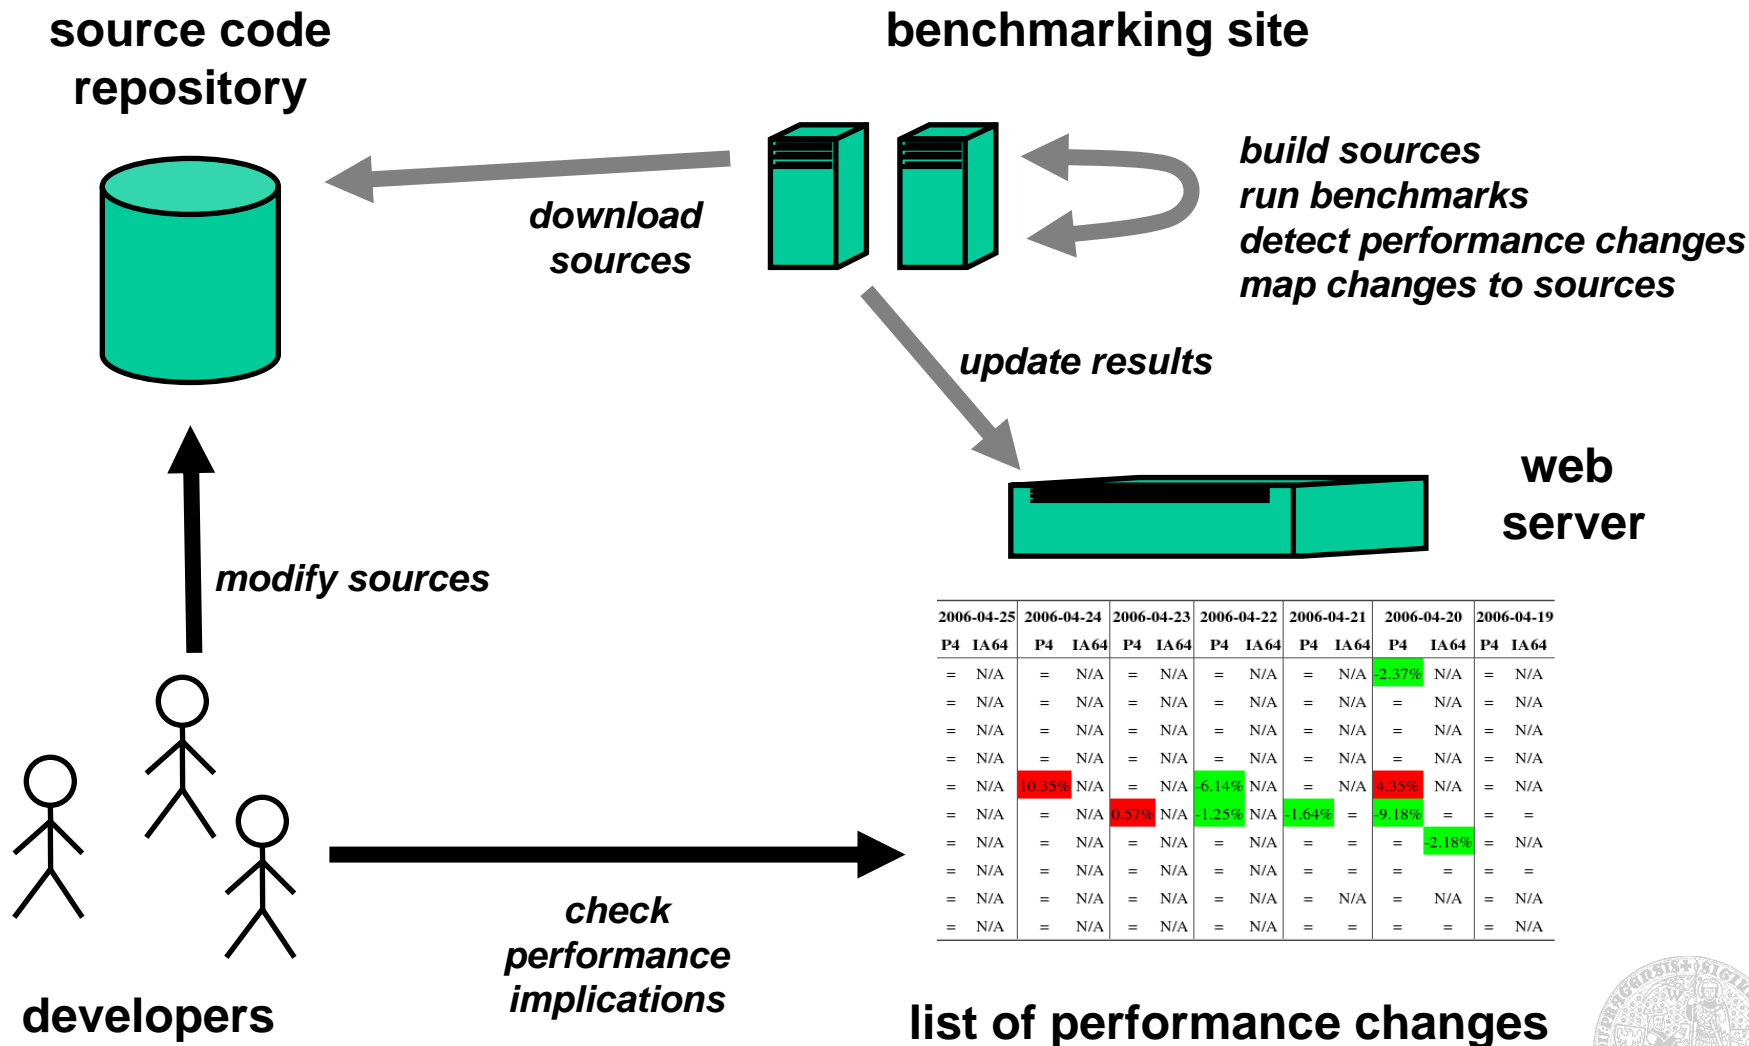 source code
repository
benchmarking site
build sources
run benchmarks
detect performance changes
map changes to sources
download
sources
update results
web
server
modify sources
2006-04-25 2006-04-24 2006-04-23 2006-04-22 2006-04-21 2006-04-20 2006-04-19
P4 IA64 P4 IA64 P4 IA64 P4 IA64 P4 IA64 P4 IA64 P4 IA64
= N/A = N/A = N/A = N/A = N/A -2.37% N/A = N/A
= N/A = N/A = N/A = N/A = N/A = N/A = N/A
= N/A = N/A = N/A = N/A = N/A = N/A = N/A
= N/A = N/A = N/A = N/A = N/A = N/A = N/A
= N/A 10.35% N/A = N/A -6.14% N/A = N/A 4.35% N/A = N/A
= N/A = N/A 0.57% N/A -1.25% N/A -1.64% = -9.18% = = =
= N/A = N/A = N/A = N/A = = = -2.18% = N/A
= N/A = N/A = N/A = N/A = = = = = =
= N/A = N/A = N/A = N/A = N/A = N/A = N/A
= N/A = N/A = N/A = N/A = = = = = N/A
check
performance
implications
developers
list of performance changes